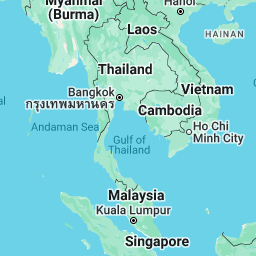 Myanmar
(Burma)
Hanoi
Laos
HAINAN
Thailand
Bangkok
กรุงเทพมหานคร
Vietnam
Cambodia
Andaman Sea
Ho Chi
Minh City
Gulf of
Thailand
Malaysia
Kuala Lumpur
Singapore